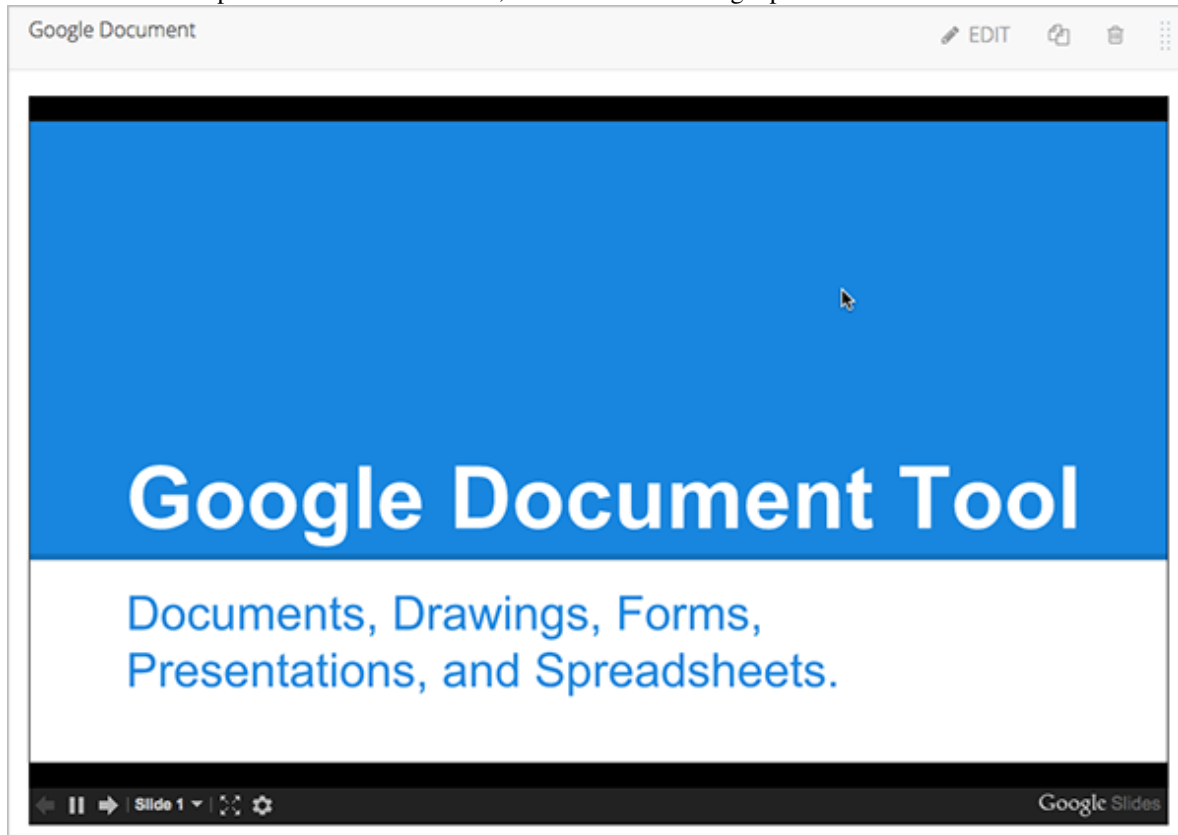 Google Document
EDIT
Google Document Tool
Documents, Drawings, Forms,
Presentations, and Spreadsheets.
Slide 1
Google Slides